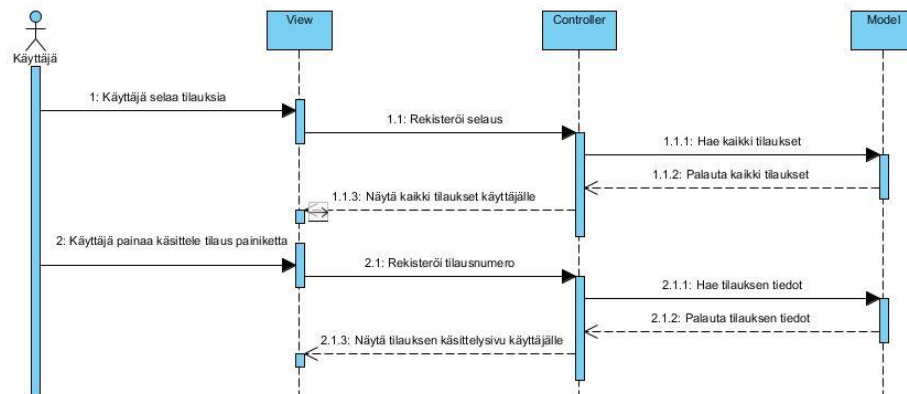 View
Controller
Model
Käyttäjä
1: Käyttäjä selaa tilauksia
1.1: Rekisteröi selaus
1.1.1: Hae kaikki tilaukset
1.1.2: Palauta kaikki tilaukset
1.1.3: Näytä kaikki tilaukset käyttäjälle
2: Käyttäjä painaa käsittele tilaus painiketta
2.1: Rekisteröi tilausnumero
2.1.1: Hae tilauksen tiedot
2.1.2: Palauta tilauksen tiedot
2.1.3: Näytä tilauksen käsittelysivu käyttäjälle